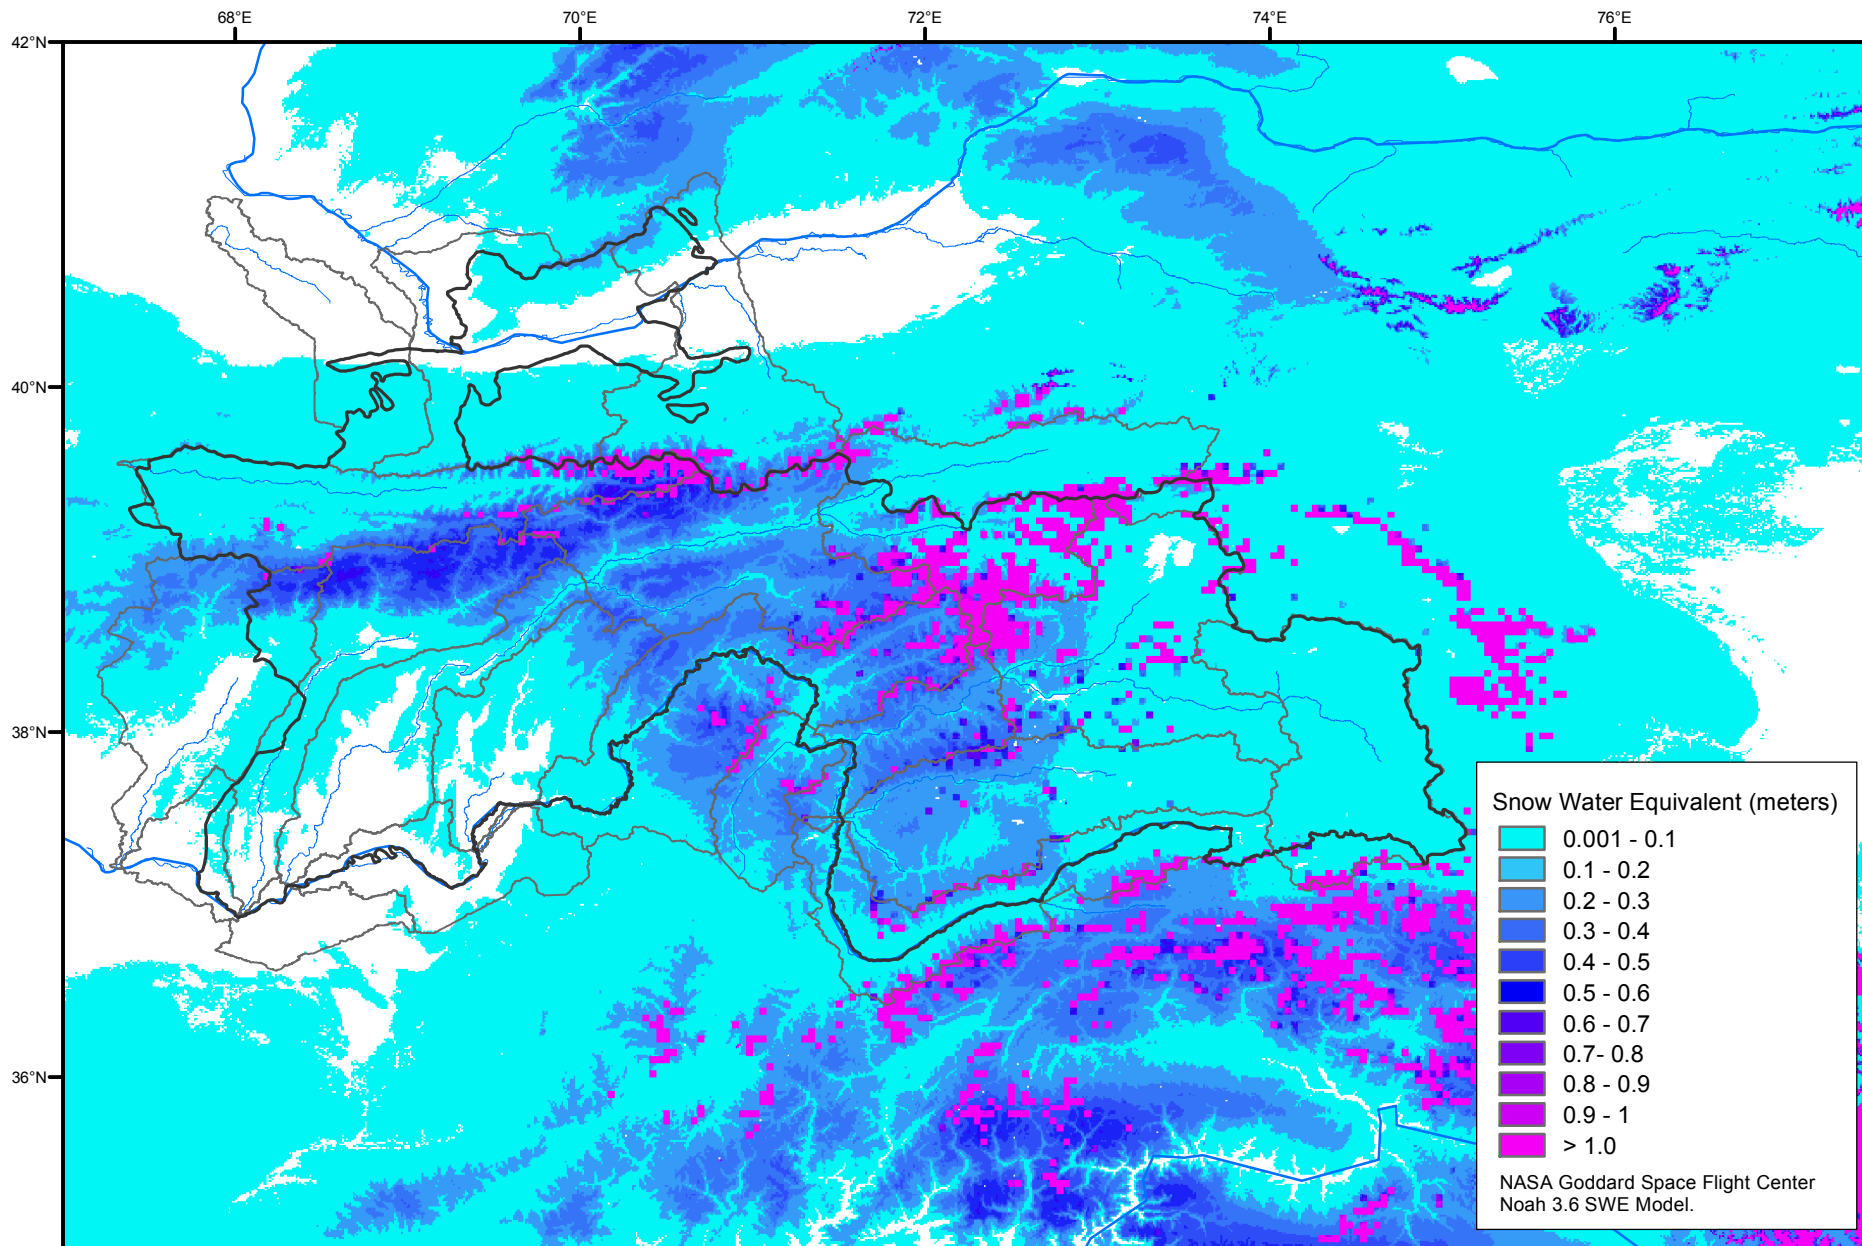 68°E 70°E 72°E 74°E 76°E
42°N
40°N
38°N
36°N
Snow Water Equivalent (meters)
0.001 - 0.1
0.1 - 0.2
0.2 - 0.3
0.3 - 0.4
0.4 - 0.5
0.5 - 0.6
0.6 - 0.7
0.7- 0.8
0.8 - 0.9
0.9 - 1
> 1.0
NASA Goddard Space Flight Center
Noah 3.6 SWE Model.